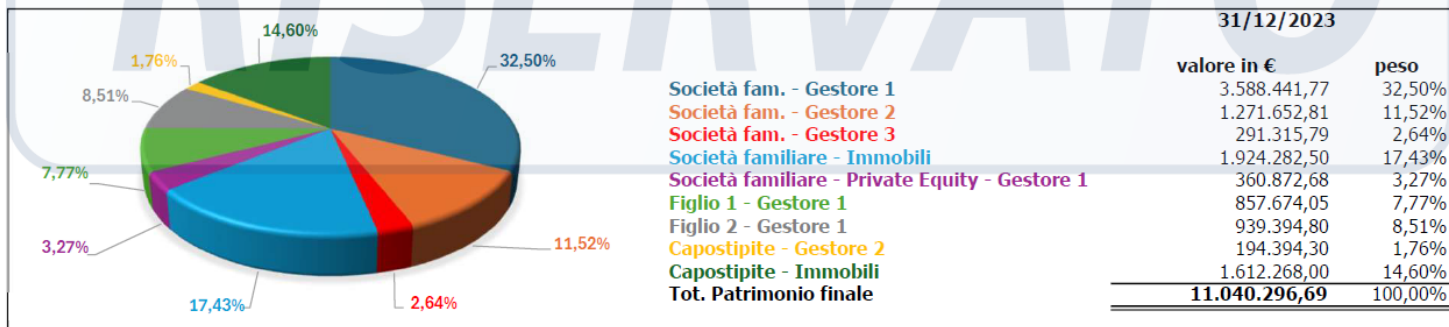 RISERVATO
14,60%
1,76%
32,50%
8,51%
7,77%
3,27%
11,52%
17,43%
2,64%
31/12/2023
valore in € peso
Società fam. - Gestore 1 3.588.441,77 32,50%
Società fam. - Gestore 2 1.271.652,81 11,52%
Società fam. - Gestore 3 291.315,79 2,64%
Società familiare - Immobili 1.924.282,50 17,43%
Società familiare - Private Equity - Gestore 1 360.872,68 3,27%
Figlio 1 - Gestore 1 857.674,05 7,77%
Figlio 2 - Gestore 1 939.394,80 8,51%
Capostipite - Gestore 2 194.394,30 1,76%
Capostipite - Immobili 1.612.268,00 14,60%
Tot. Patrimonio finale 11.040.296,69 100,00%